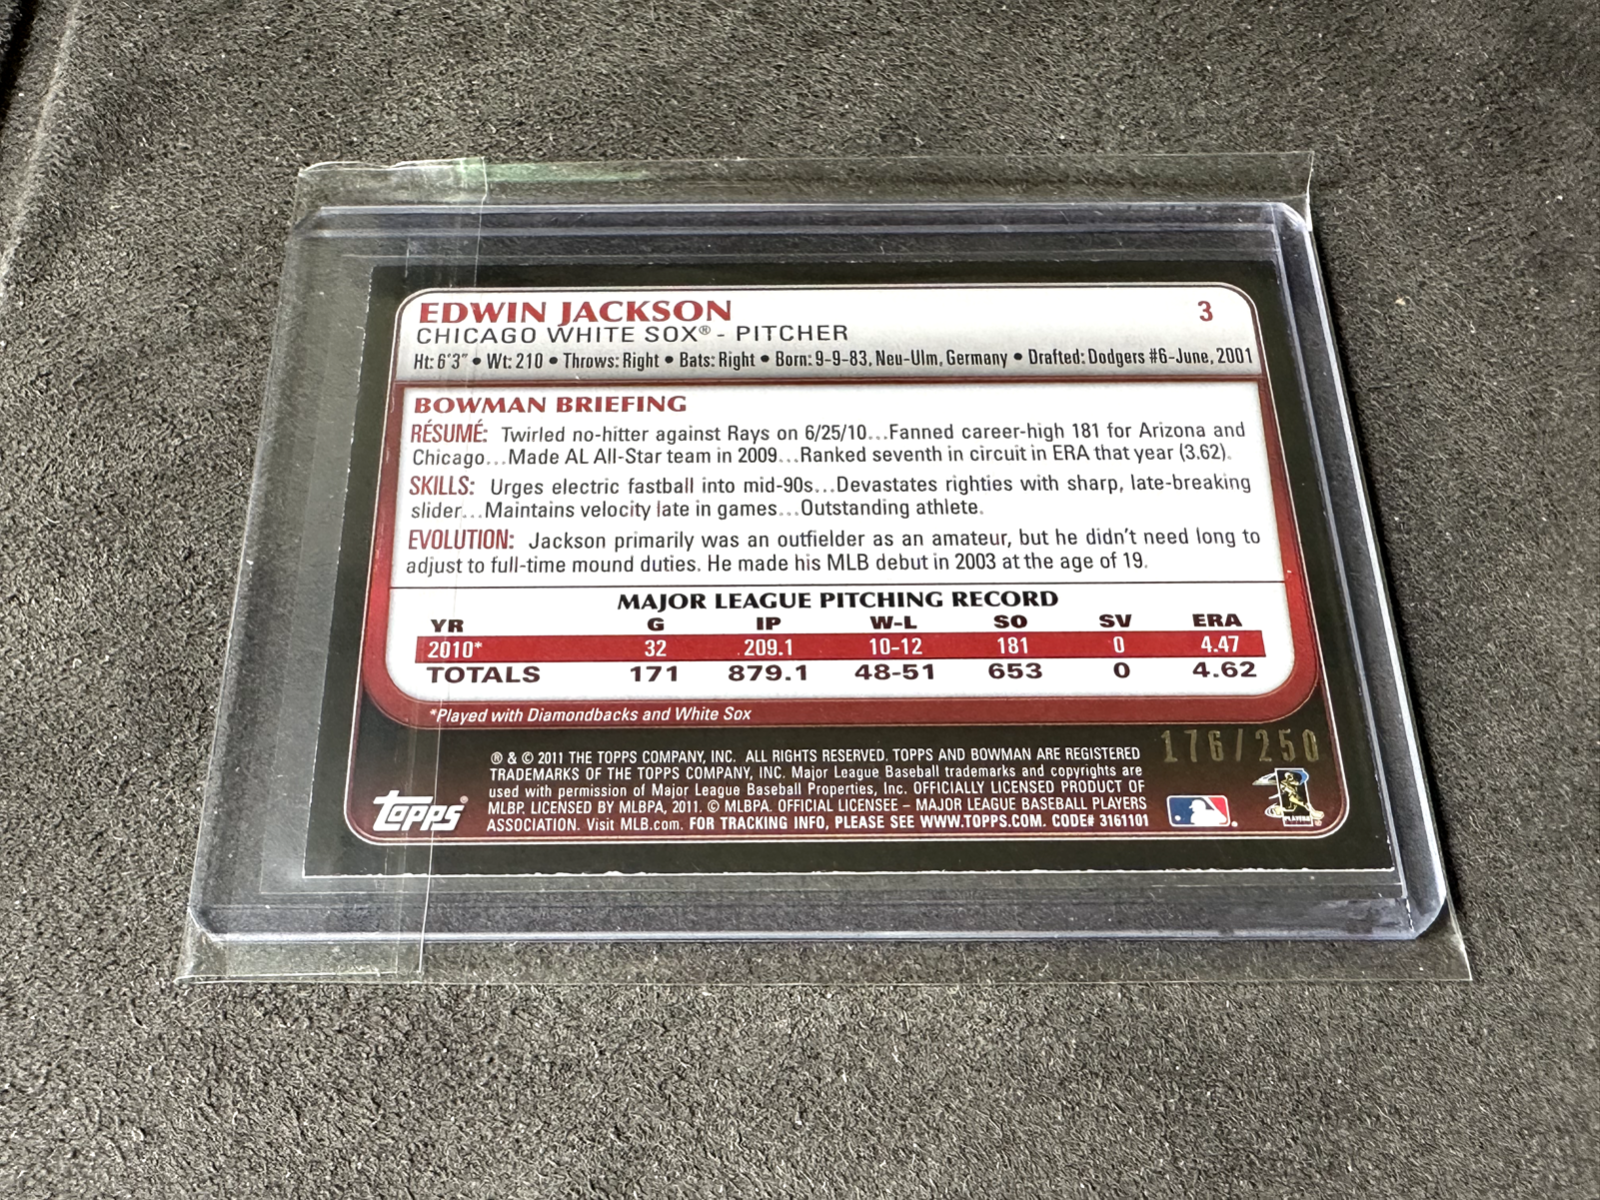 EDWIN JACKSON
3
CHICAGO WHITE SOX® - PITCHER
Ht: 6'3" • Wt: 210 • Throws: Right • Bats: Right • Born: 9-9-83, Neu-Ulm, Germany • Drafted: Dodgers #6-June, 2001
BOWMAN BRIEFING
RÉSUMÉ: Twirled no-hitter against Rays on 6/25/10...Fanned career-high 181 for Arizona and
Chicago...Made AL All-Star team in 2009...Ranked seventh in circuit in ERA that year (3.62).
SKILLS: Urges electric fastball into mid-90s...Devastates righties with sharp, late-breaking
slider...Maintains velocity late in games...Outstanding athlete.
EVOLUTION: Jackson primarily was an outfielder as an amateur, but he didn't need long to
adjust to full-time mound duties. He made his MLB debut in 2003 at the age of 19.
MAJOR LEAGUE PITCHING RECORD
YR G IP W-L SO SV ERA
2010* 32 209.1 10-12 181 0 4.47
TOTALS 171 879.1 48-51 653 0 4.62
*Played with Diamondbacks and White Sox
176/250
® & © 2011 THE TOPPS COMPANY, INC. ALL RIGHTS RESERVED. TOPPS AND BOWMAN ARE REGISTERED
TRADEMARKS OF THE TOPPS COMPANY, INC. Major League Baseball trademarks and copyrights are
used with permission of Major League Baseball Properties, Inc. OFFICIALLY LICENSED PRODUCT OF
MLBP. LICENSED BY MLBPA, 2011. © MLBPA. OFFICIAL LICENSEE – MAJOR LEAGUE BASEBALL PLAYERS
ASSOCIATION. Visit MLB.com. FOR TRACKING INFO, PLEASE SEE WWW.TOPPS.COM. CODE# 3161101
topps®
PLAYERS